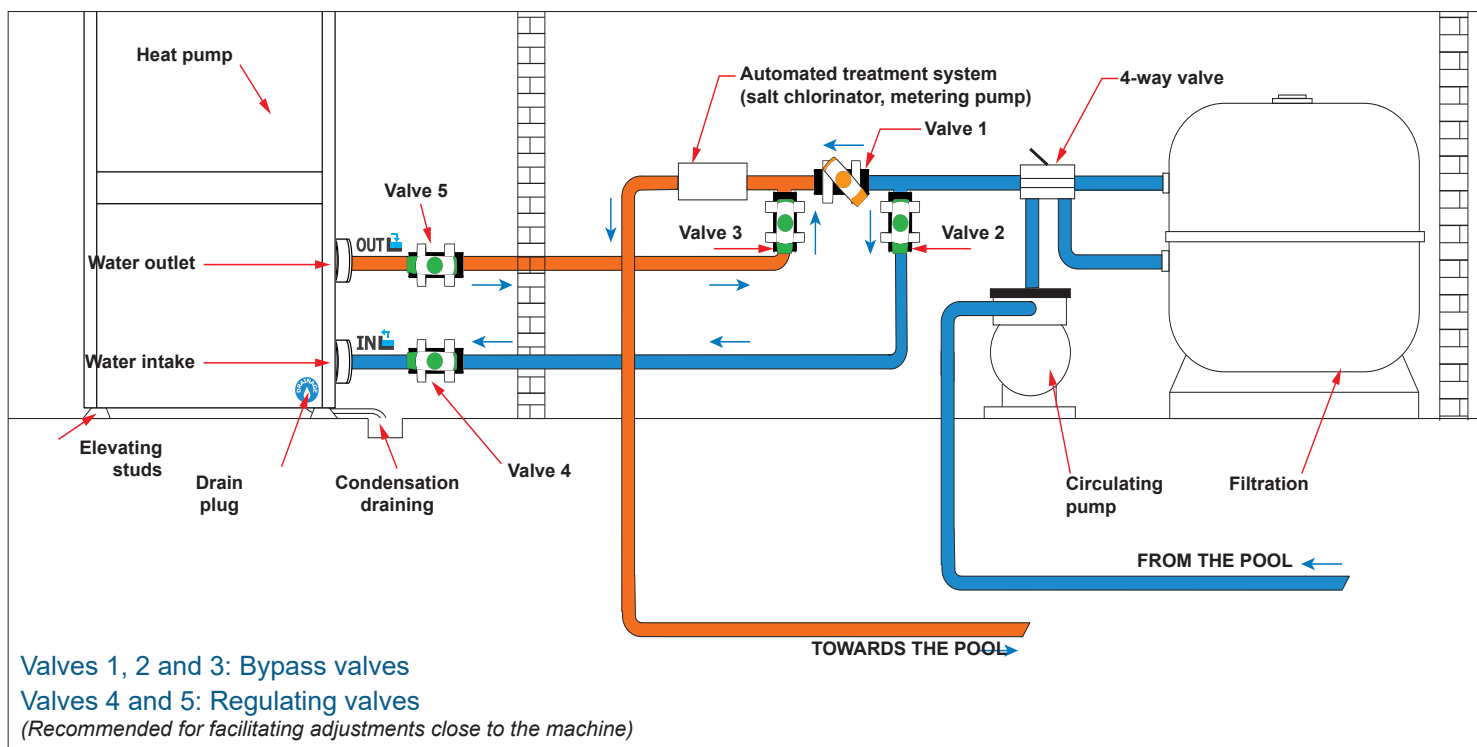 Heat pump
Automated treatment system
(salt chlorinator, metering pump)
4-way valve
Valve 1
Valve 5
Valve 3
Valve 2
OUT
Water outlet
IN
Water intake
DRAINAGE
Elevating
studs
Drain
plug
Condensation
draining
Valve 4
Circulating
pump
Filtration
FROM THE POOL
TOWARDS THE POOL
Valves 1, 2 and 3: Bypass valves
Valves 4 and 5: Regulating valves
(Recommended for facilitating adjustments close to the machine)